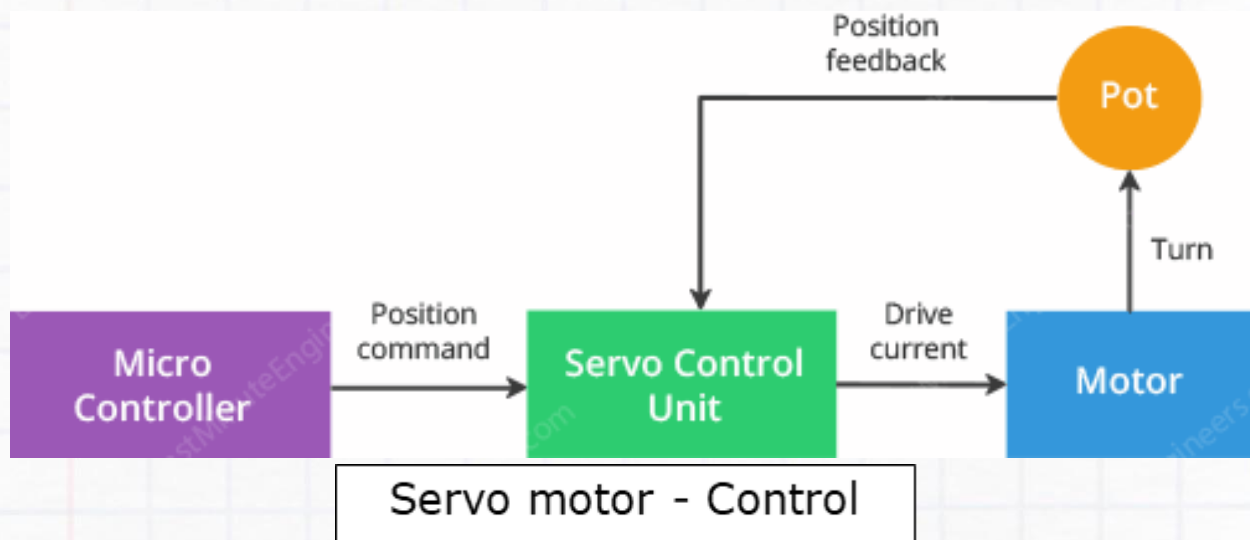 Position
feedback
Pot
Turn
Micro
Controller
Position
command
Servo Control
Unit
Drive
current
Motor
Servo motor - Control